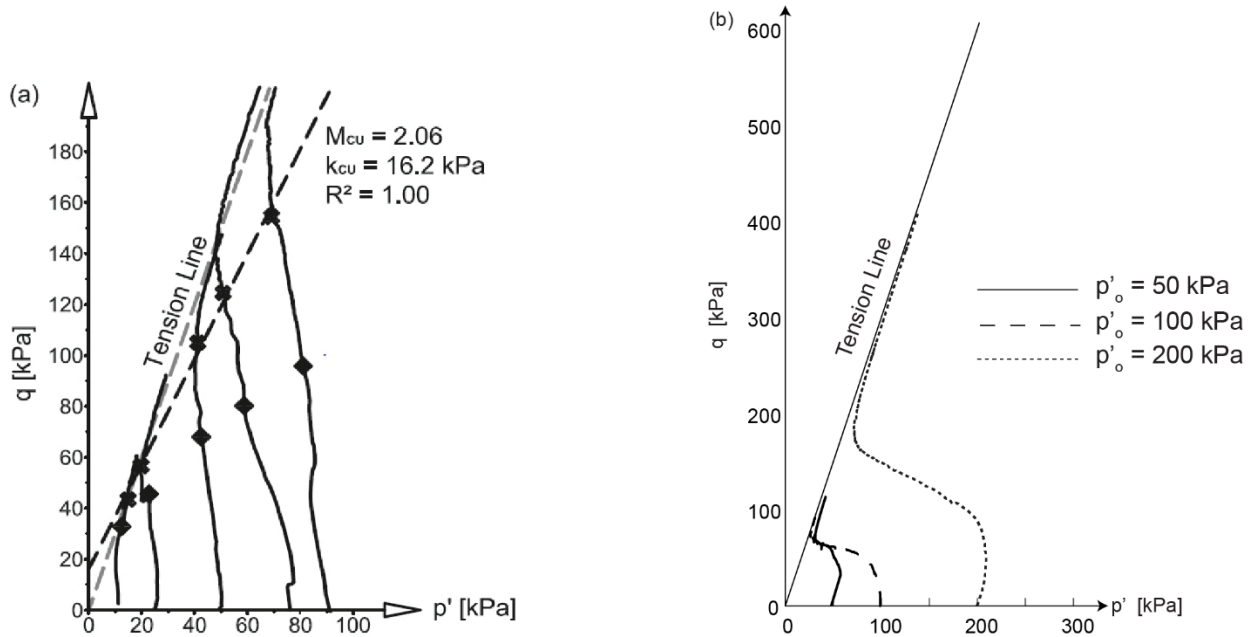 (a)
q [kPa]
180
160
140
120
100
80
60
40
20
0
0 20 40 60 80 100
p' [kPa]
Tension Line
Mcu = 2.06
kcu = 16.2 kPa
R² = 1.00
(b)
q [kPa]
600
500
400
300
200
100
0
0 100 200 300
p' [kPa]
Tension Line
p'o = 50 kPa
p'o = 100 kPa
p'o = 200 kPa